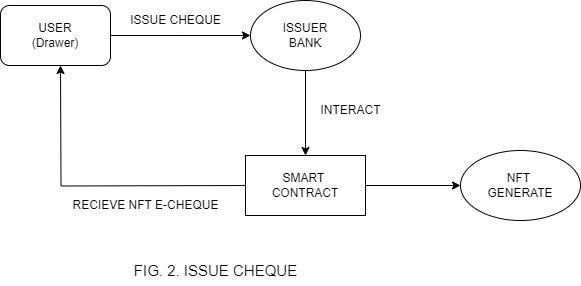 USER
(Drawer)
ISSUE CHEQUE
ISSUER
BANK
INTERACT
SMART
CONTRACT
NFT
GENERATE
RECIEVE NFT E-CHEQUE
FIG. 2. ISSUE CHEQUE